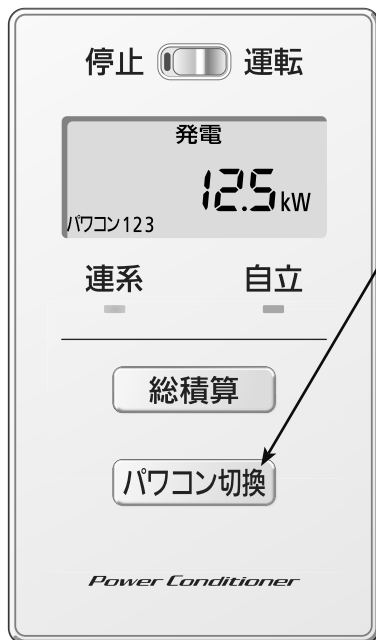 停止 運転
発電
12.5kW
パワコン123
連系 自立
総積算
パワコン切換
Power Conditioner